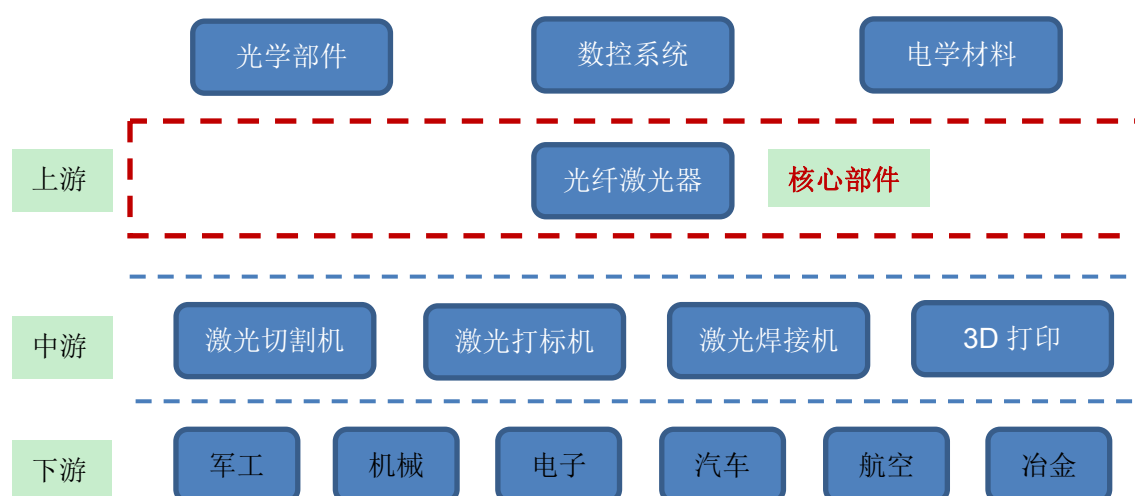 光学部件 数控系统 电学材料
上游 光纤激光器 核心部件
中游 激光切割机 激光打标机 激光焊接机 3D 打印
下游 军工 机械 电子 汽车 航空 冶金